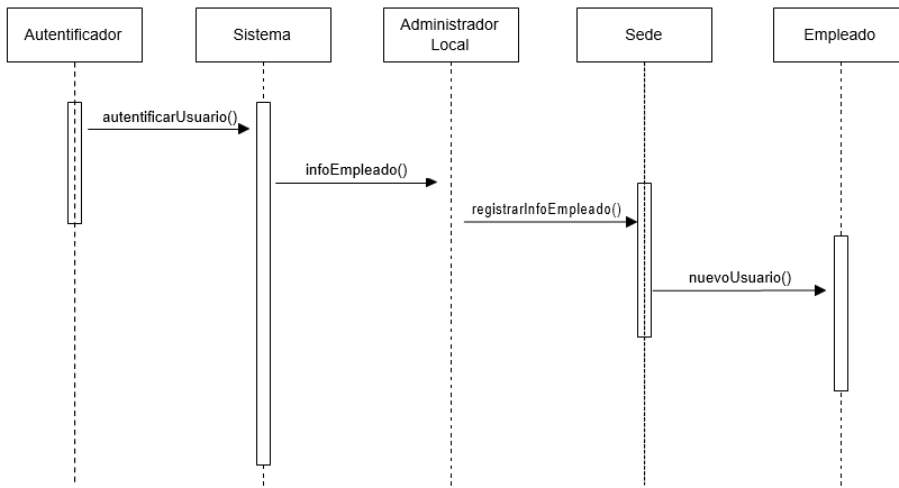 Autentificador
Sistema
Administrador
Local
Sede
Empleado
autentificarUsuario()
infoEmpleado()
registrarInfoEmpleado()
nuevoUsuario()